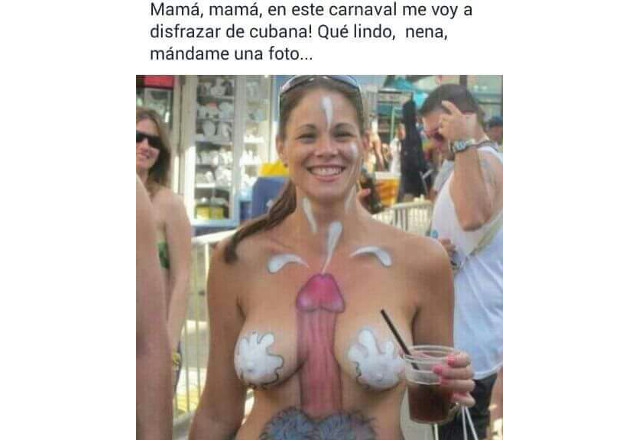 Mamá, mamá, en este carnaval me voy a
disfrazar de cubana! Qué lindo, nena,
mándame una foto...